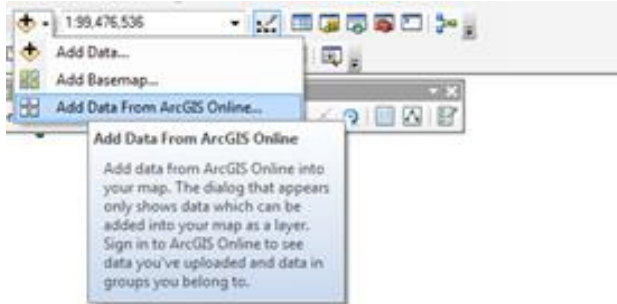 1:99,476,536
Add Data...
Add Basemap...
Add Data From ArcGIS Online...
Add Data From ArcGIS Online
Add data from ArcGIS Online into
your map. The dialog that appears
only shows data which can be
added into your map as a layer.
Sign in to ArcGIS Online to see
data you've uploaded and data in
groups you belong to.